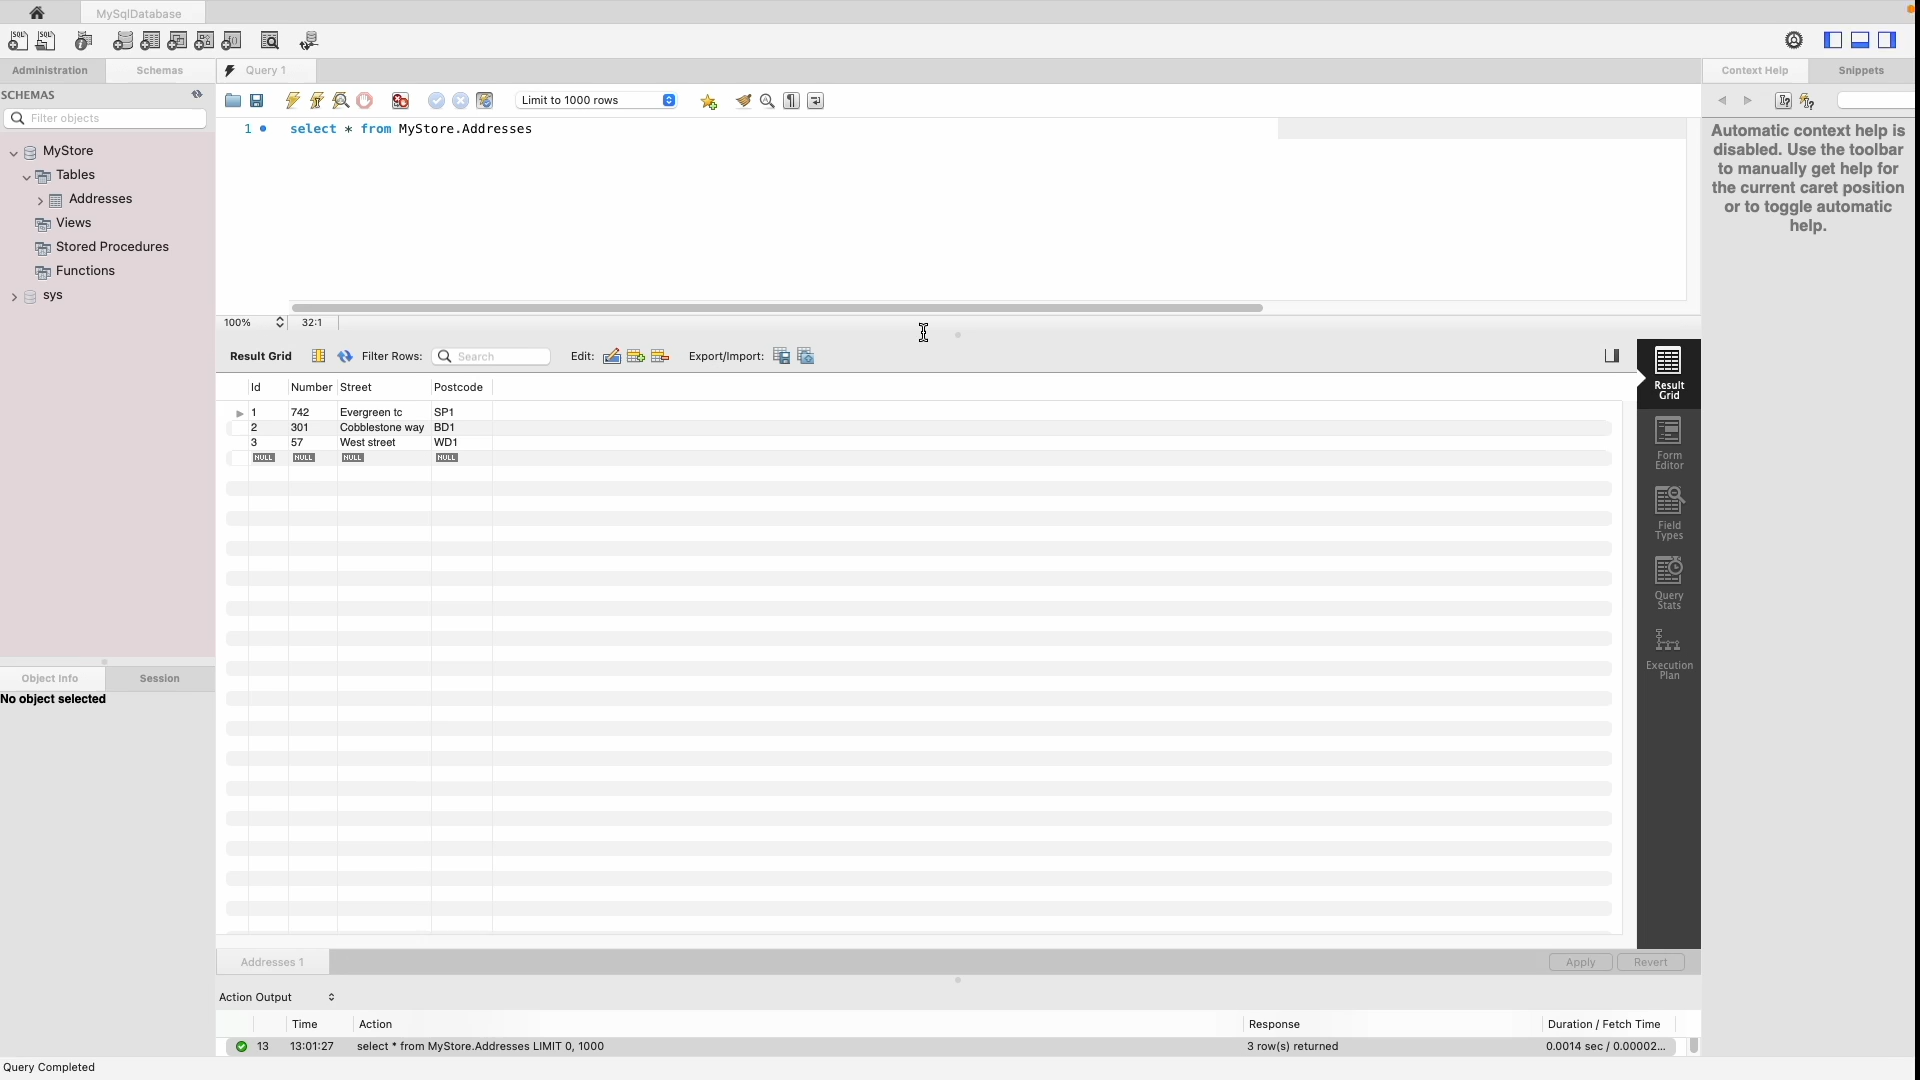 MySqlDatabase
Administration
Schemas
Query 1
Context Help
Snippets
SCHEMAS
Filter objects
Limit to 1000 rows
1
select * from MyStore.Addresses
MyStore
Tables
Addresses
Views
Stored Procedures
Functions
sys
Automatic context help is
disabled. Use the toolbar
to manually get help for
the current caret position
or to toggle automatic
help.
100%
32:1
Result Grid
Filter Rows:
Search
Edit:
Export/Import:
Id Number Street Postcode
1 742 Evergreen tc SP1
2 301 Cobblestone way BD1
3 57 West street WD1
NULL NULL NULL NULL
Result
Grid
Form
Editor
Field
Types
Query
Stats
Execution
Plan
Object Info
Session
No object selected
Addresses 1
Apply
Revert
Action Output
Time Action Response Duration / Fetch Time
13 13:01:27 select * from MyStore.Addresses LIMIT 0, 1000 3 row(s) returned 0.0014 sec / 0.00002...
Query Completed